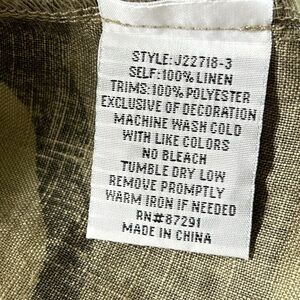 STYLE:J22718-3
SELF:100% LINEN
TRIMS:100% POLYESTER
EXCLUSIVE OF DECORATION
MACHINE WASH COLD
WITH LIKE COLORS
NO BLEACH
TUMBLE DRY LOW
REMOVE PROMPTLY
WARM IRON IF NEEDED
RN#87291
MADE IN CHINA